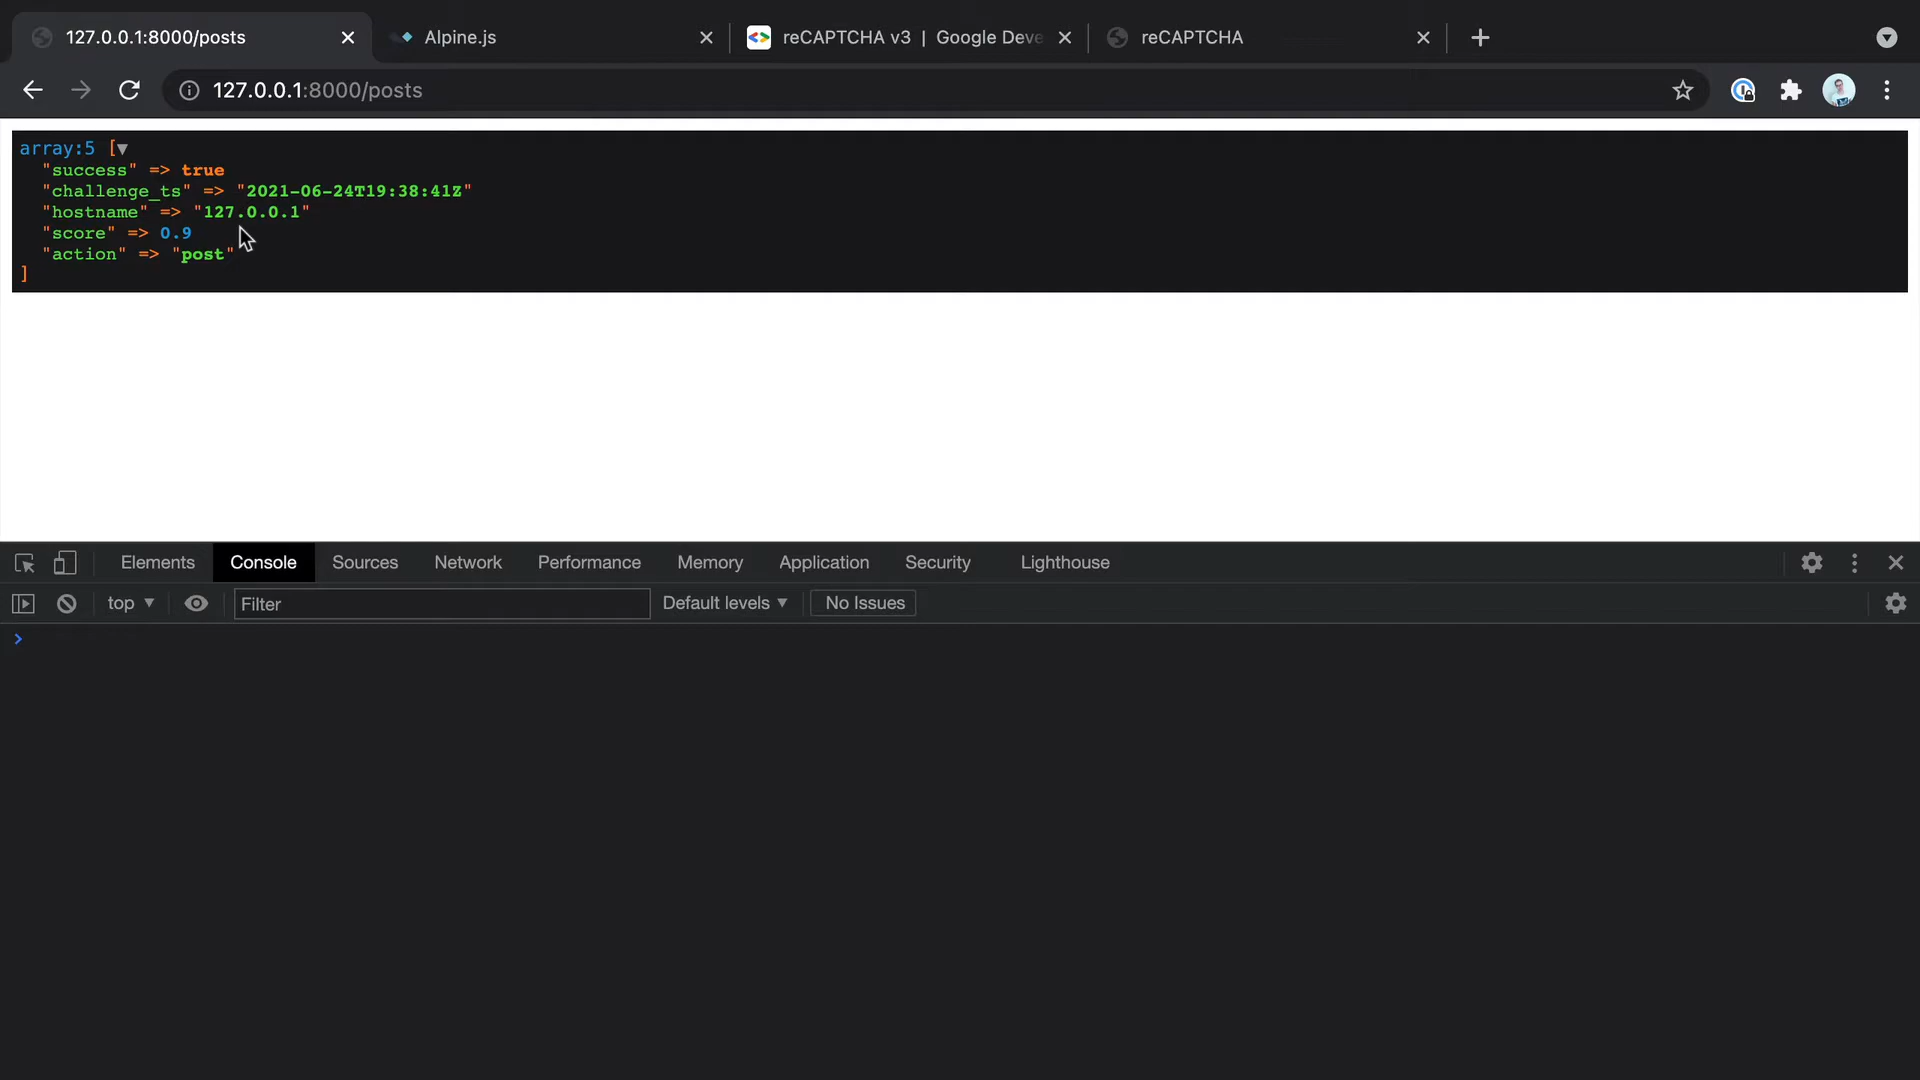 127.0.0.1:8000/posts
Alpine.js
reCAPTCHA v3 | Google Deve
reCAPTCHA
127.0.0.1:8000/posts
array:5 [▼
"success" => true
"challenge_ts" => "2021-06-24T19:38:41Z"
"hostname" => "127.0.0.1"
"score" => 0.9
"action" => "post"
]
Elements Console Sources Network Performance Memory Application Security Lighthouse
top ▼ Filter Default levels ▼ No Issues
>